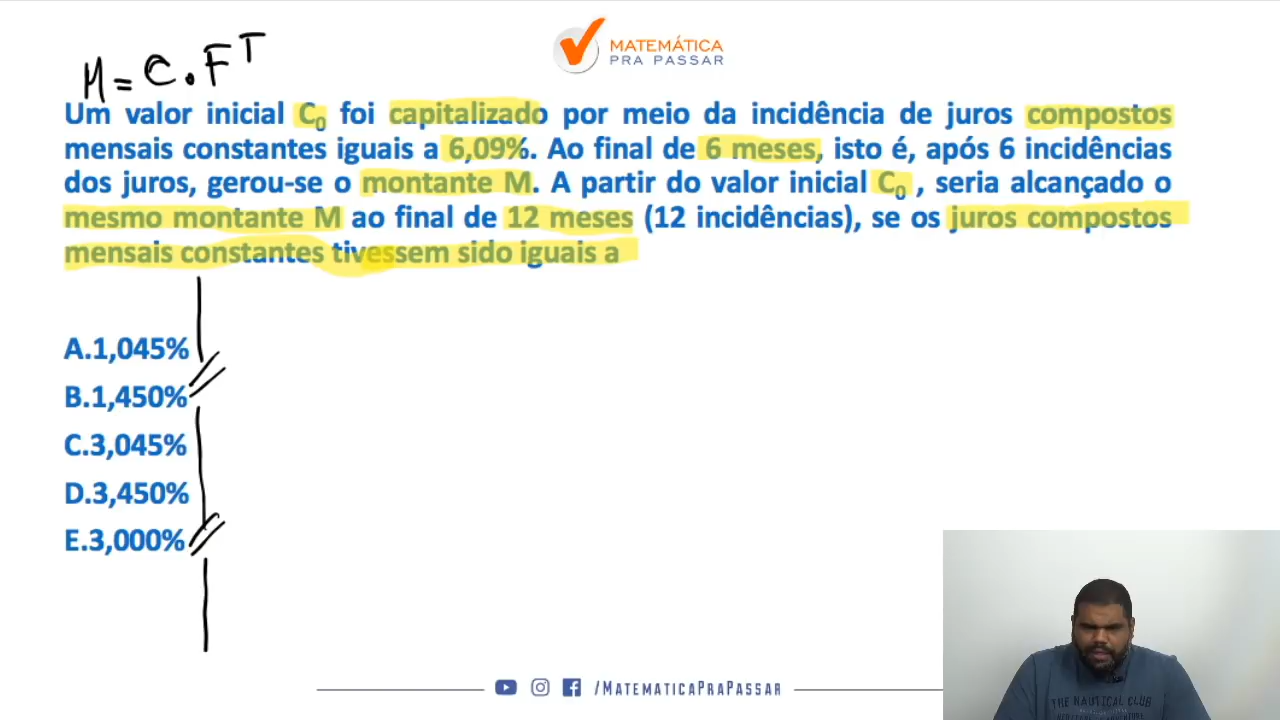 M = C . F^T
MATEMÁTICA
PRA PASSAR
Um valor inicial C₀ foi capitalizado por meio da incidência de juros compostos
mensais constantes iguais a 6,09%. Ao final de 6 meses, isto é, após 6 incidências
dos juros, gerou-se o montante M. A partir do valor inicial C₀ , seria alcançado o
mesmo montante M ao final de 12 meses (12 incidências), se os juros compostos
mensais constantes tivessem sido iguais a
A.1,045%
B.1,450%
C.3,045%
D.3,450%
E.3,000%
THE NAUTICAL CLUB
/MATEMATICAPRAPASSAR